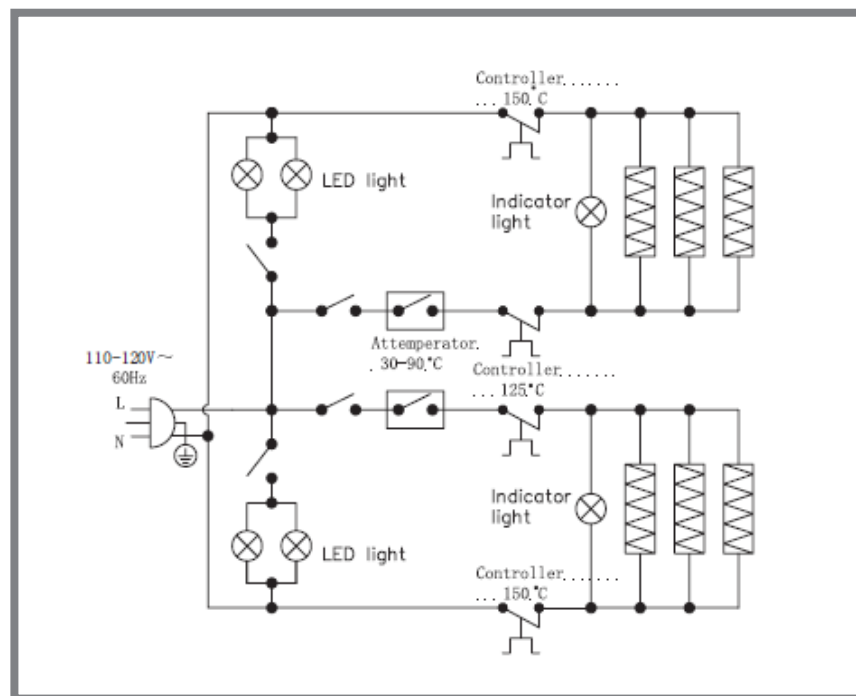 Controller.......
... 150.°C
LED light
Indicator
light
Attemperator.
. 30-90.°C
110-120V~
60Hz
L
N
Controller.......
... 125.°C
Indicator
light
LED light
Controller.......
... 150.°C